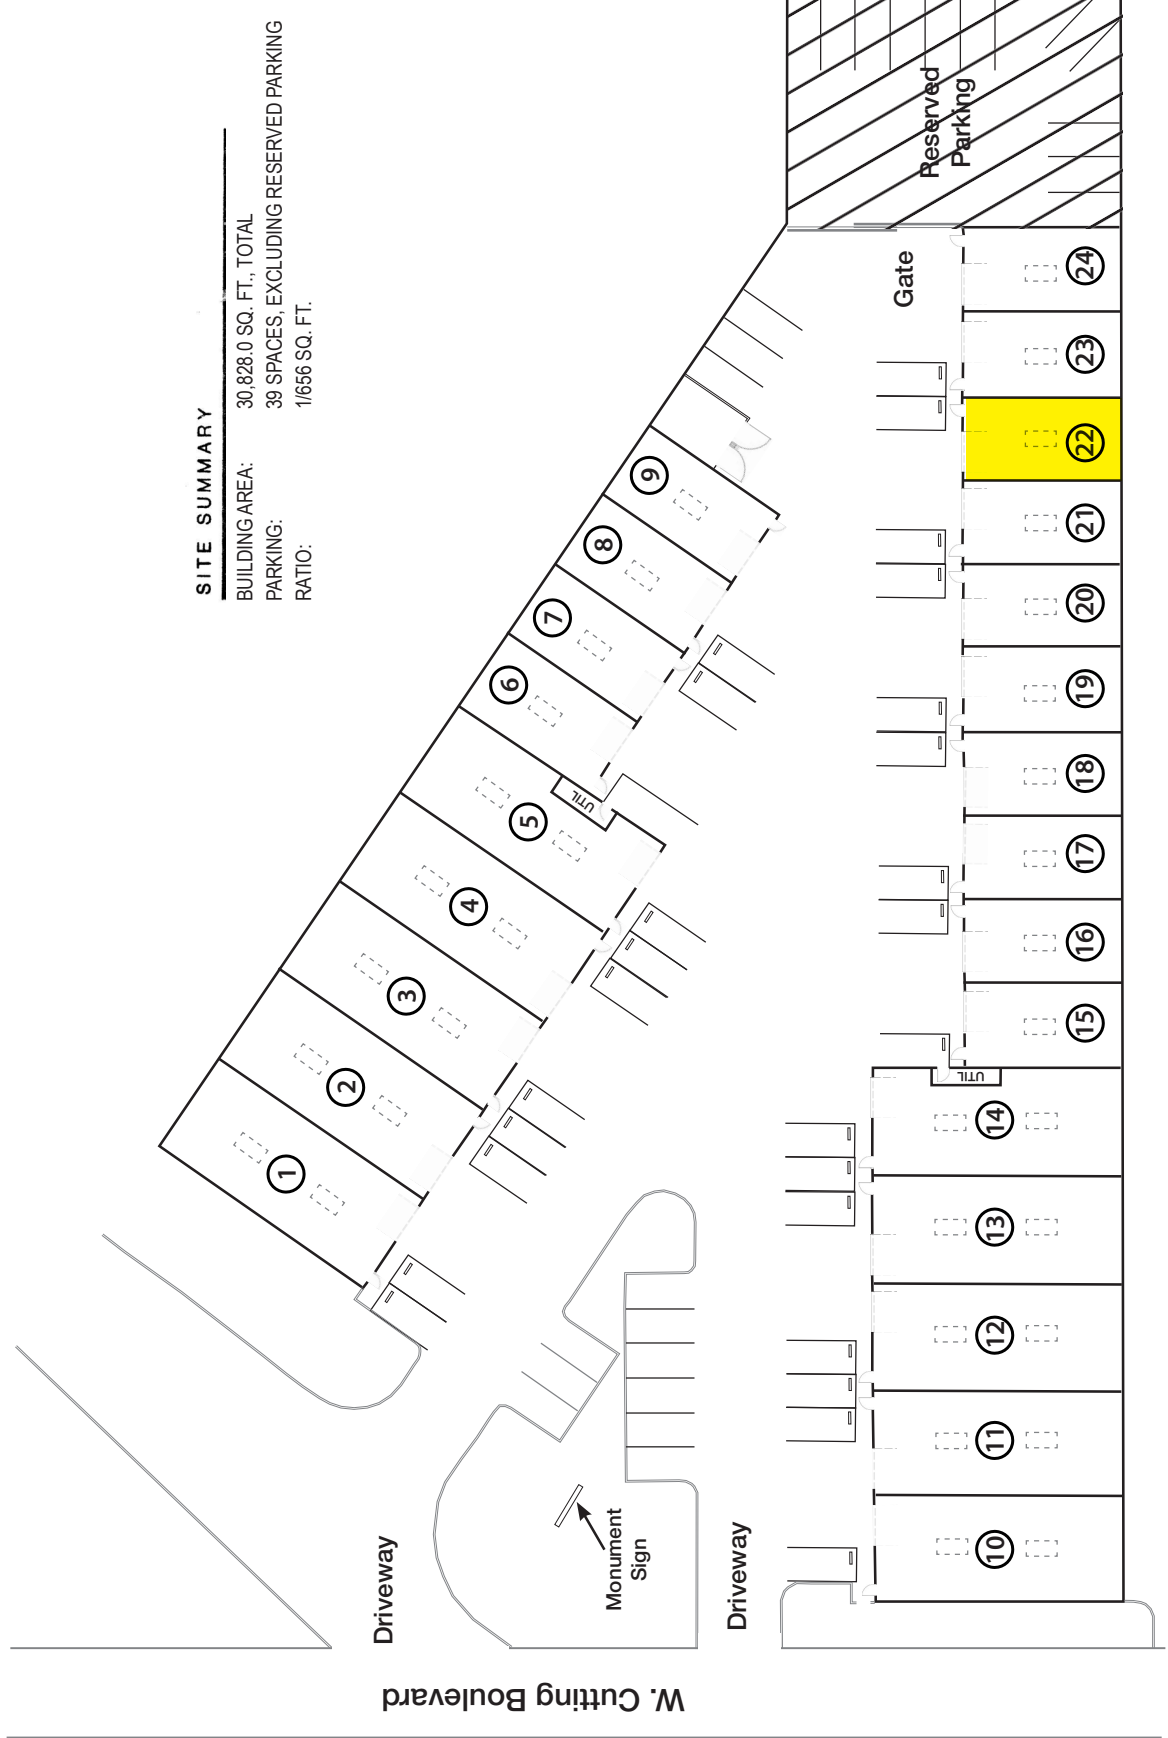 SITE SUMMARY
BUILDING AREA: 30,828.0 SQ. FT., TOTAL
PARKING: 39 SPACES, EXCLUDING RESERVED PARKING
RATIO: 1/656 SQ. FT.
Reserved
Parking
Gate
1
2
3
4
5
UTIL
6
7
8
9
10
11
12
13
14
UTIL
15
16
17
18
19
20
21
22
23
24
Monument
Sign
Driveway
Driveway
W. Cutting Boulevard